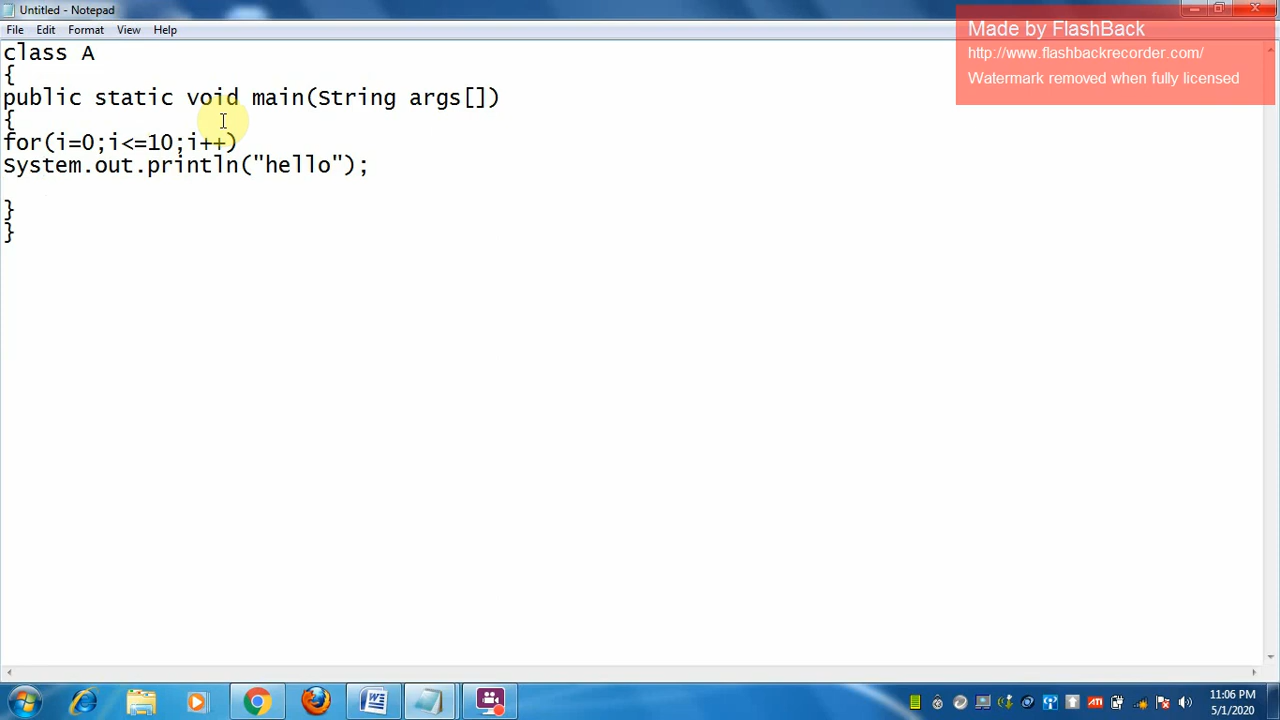 Untitled - Notepad
File Edit Format View Help
Made by FlashBack
http://www.flashbackrecorder.com/
Watermark removed when fully licensed
class A
{
public static void main(String args[])
{
for(i=0;i<=10;i++)
System.out.println("hello");
}
}
11:06 PM
5/1/2020